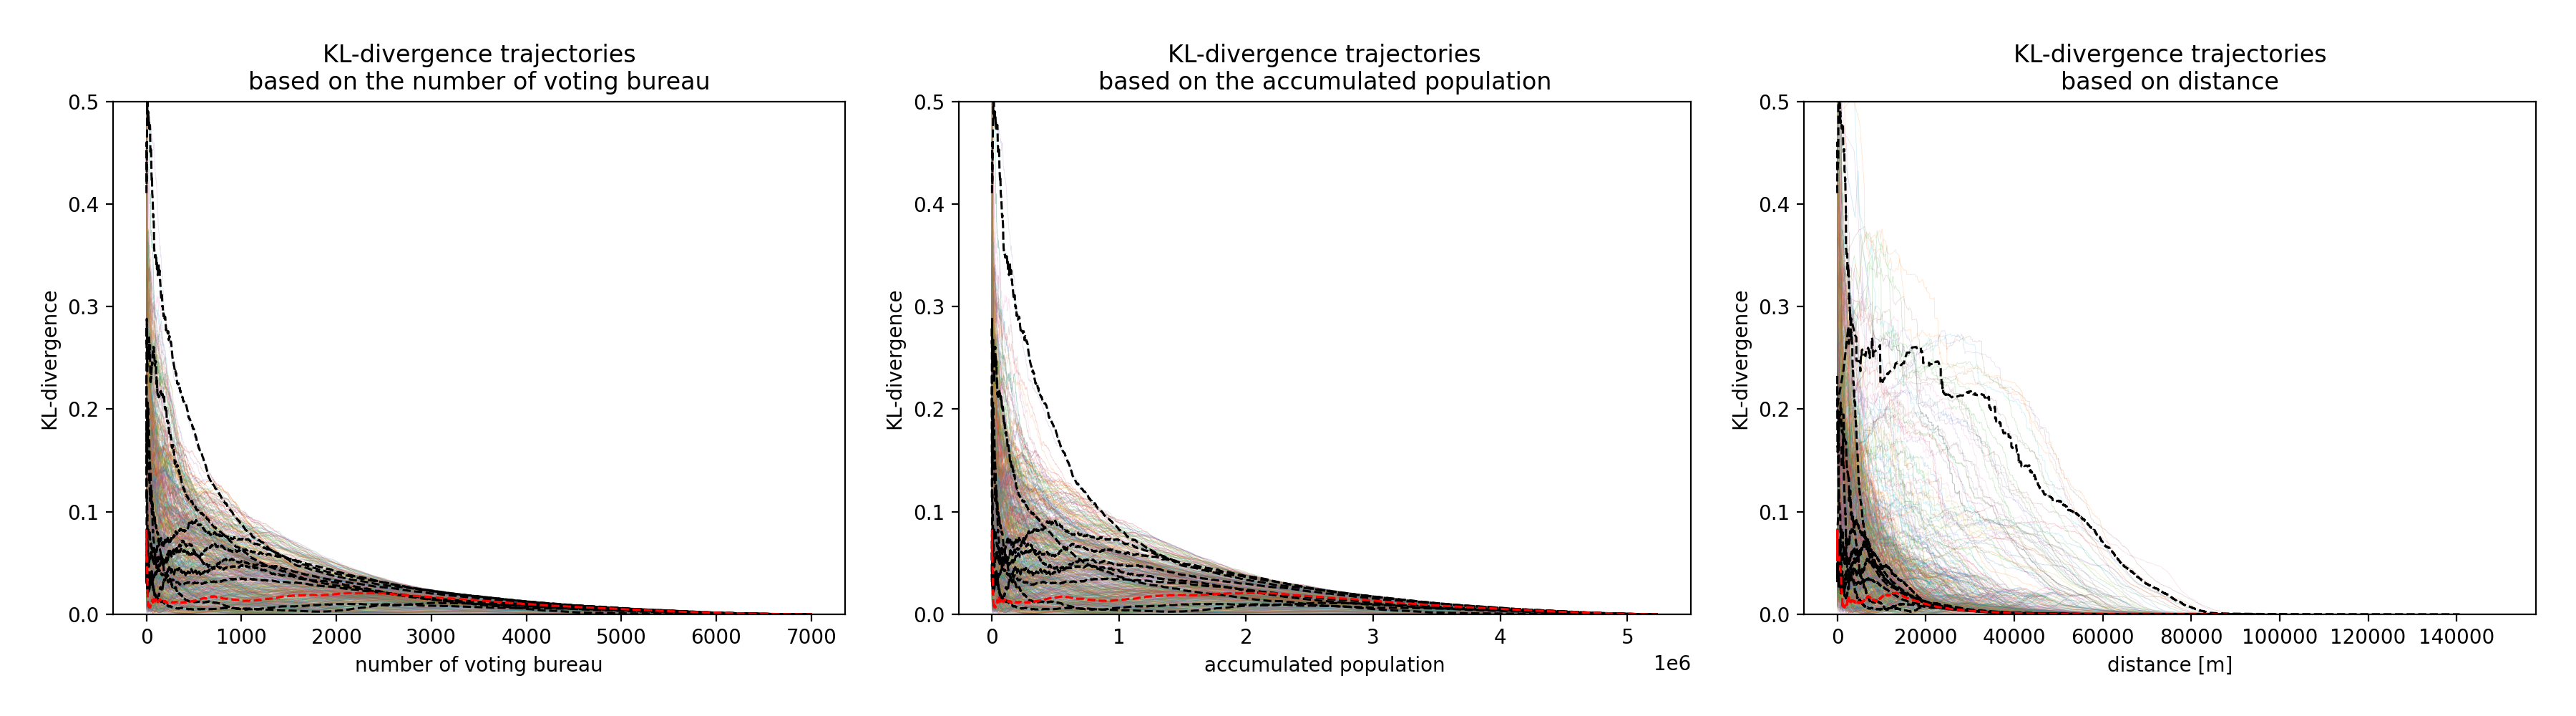 KL-divergence trajectories
based on the number of voting bureau
0.5
0.4
0.3
0.2
0.1
0.0
KL-divergence
0 1000 2000 3000 4000 5000 6000 7000
number of voting bureau
KL-divergence trajectories
based on the accumulated population
0.5
0.4
0.3
0.2
0.1
0.0
KL-divergence
0 1 2 3 4 5
accumulated population
1e6
KL-divergence trajectories
based on distance
0.5
0.4
0.3
0.2
0.1
0.0
KL-divergence
0 20000 40000 60000 80000 100000 120000 140000
distance [m]